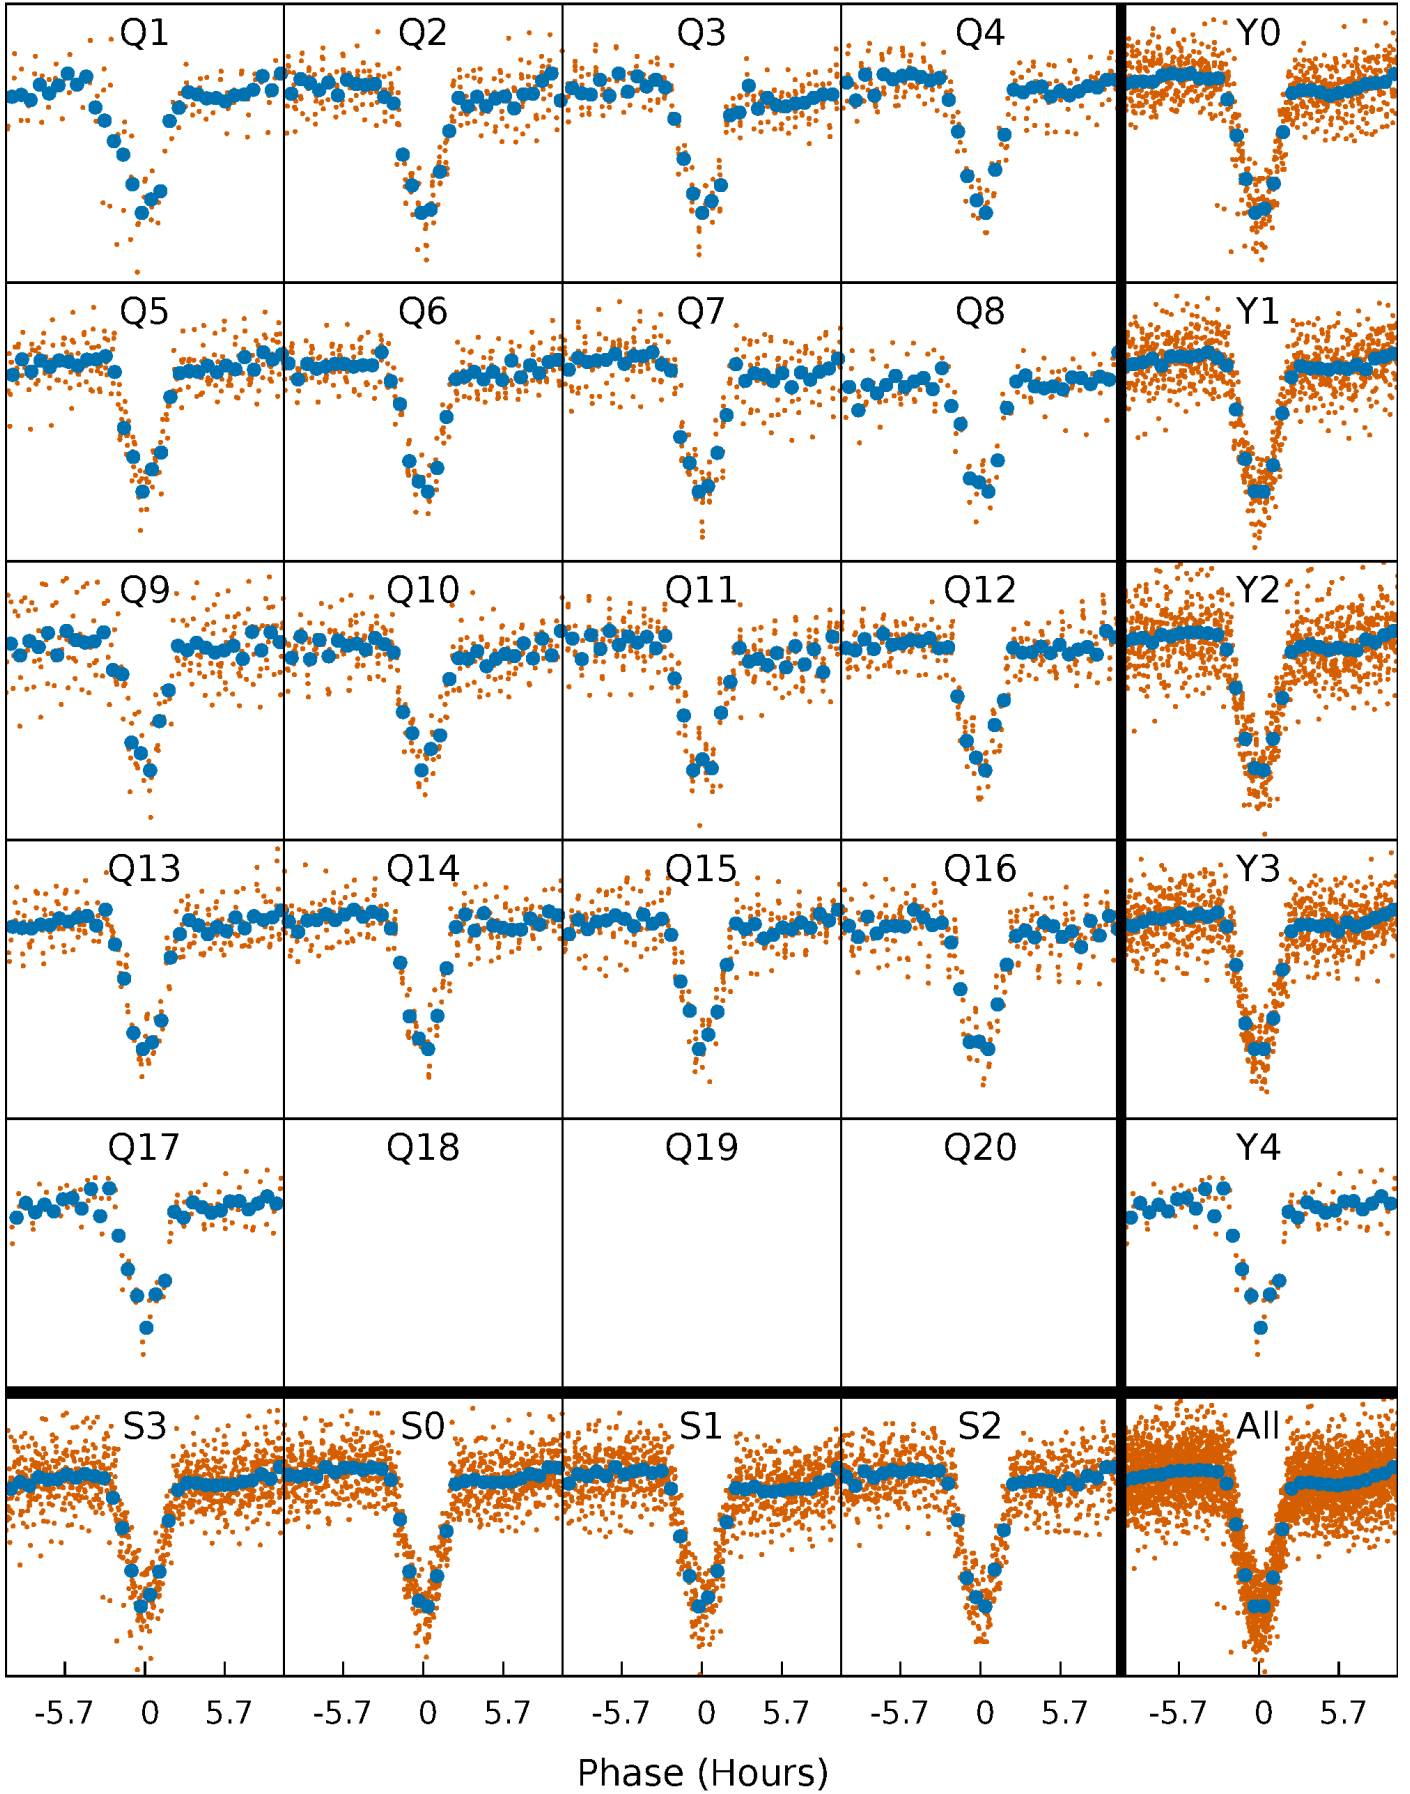 Q1 Q2 Q3 Q4 Y0
Q5 Q6 Q7 Q8 Y1
Q9 Q10 Q11 Q12 Y2
Q13 Q14 Q15 Q16 Y3
Q17 Q18 Q19 Q20 Y4
S3 S0 S1 S2 All
-5.7 0 5.7 -5.7 0 5.7 -5.7 0 5.7 -5.7 0 5.7 -5.7 0 5.7
Phase (Hours)